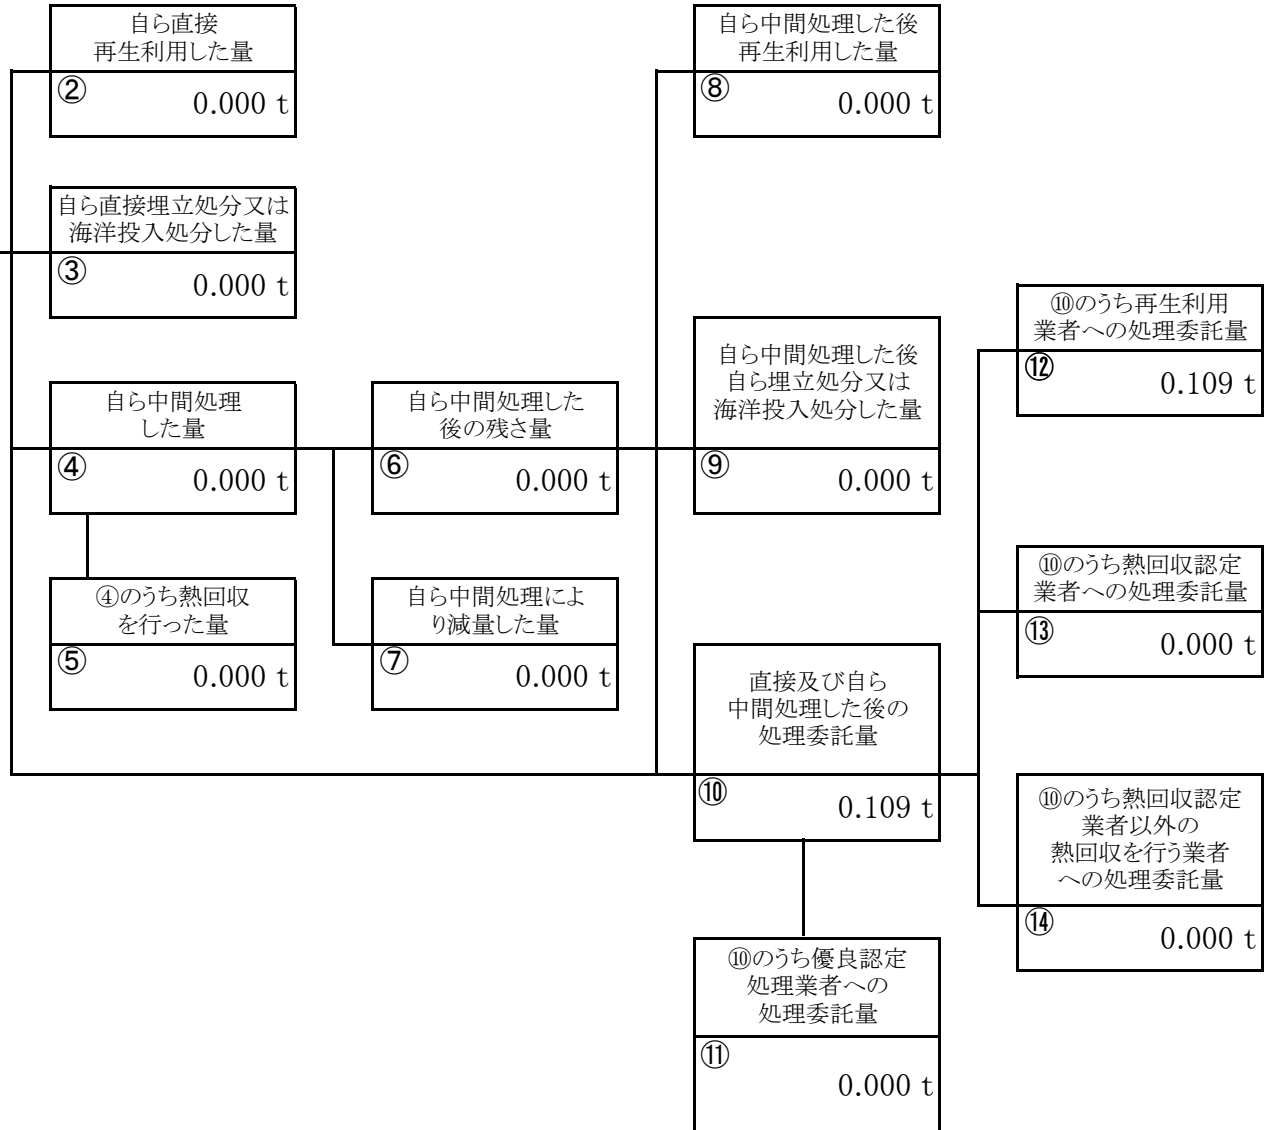 自ら直接
再生利用した量
②
0.000 t
自ら直接埋立処分又は
海洋投入処分した量
③
0.000 t
自ら中間処理
した量
④
0.000 t
④のうち熱回収
を行った量
⑤
0.000 t
自ら中間処理した
後の残さ量
⑥
0.000 t
自ら中間処理によ
り減量した量
⑦
0.000 t
自ら中間処理した後
再生利用した量
⑧
0.000 t
自ら中間処理した後
自ら埋立処分又は
海洋投入処分した量
⑨
0.000 t
直接及び自ら
中間処理した後の
処理委託量
⑩
0.109 t
⑩のうち優良認定
処理業者への
処理委託量
⑪
0.000 t
⑩のうち再生利用
業者への処理委託量
⑫
0.109 t
⑩のうち熱回収認定
業者への処理委託量
⑬
0.000 t
⑩のうち熱回収認定
業者以外の
熱回収を行う業者
への処理委託量
⑭
0.000 t